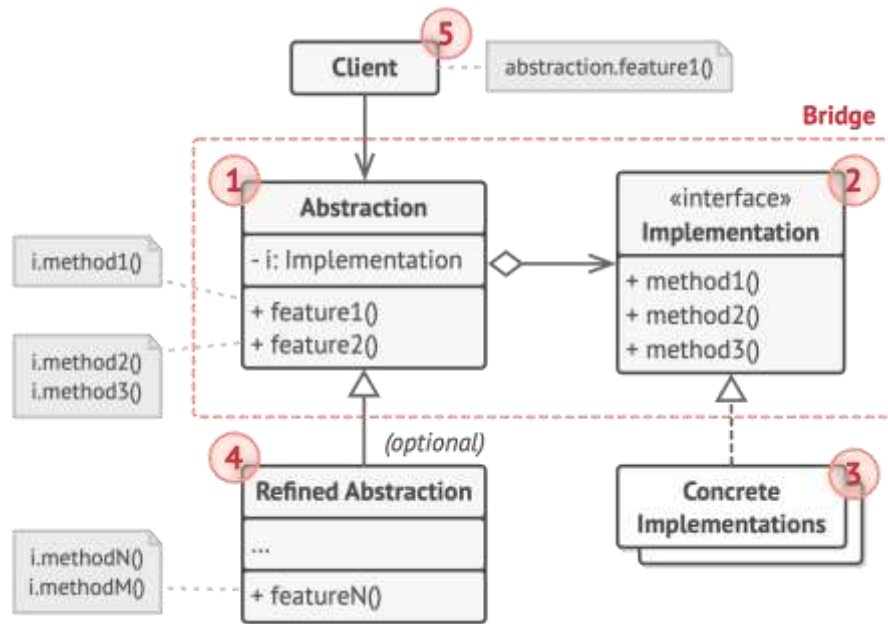 5
Client
abstraction.feature1()
Bridge
1
Abstraction
- i: Implementation
+ feature1()
+ feature2()
2
«interface»
Implementation
+ method1()
+ method2()
+ method3()
i.method1()
i.method2()
i.method3()
(optional)
4
Refined Abstraction
...
+ featureN()
3
Concrete
Implementations
i.methodN()
i.methodM()